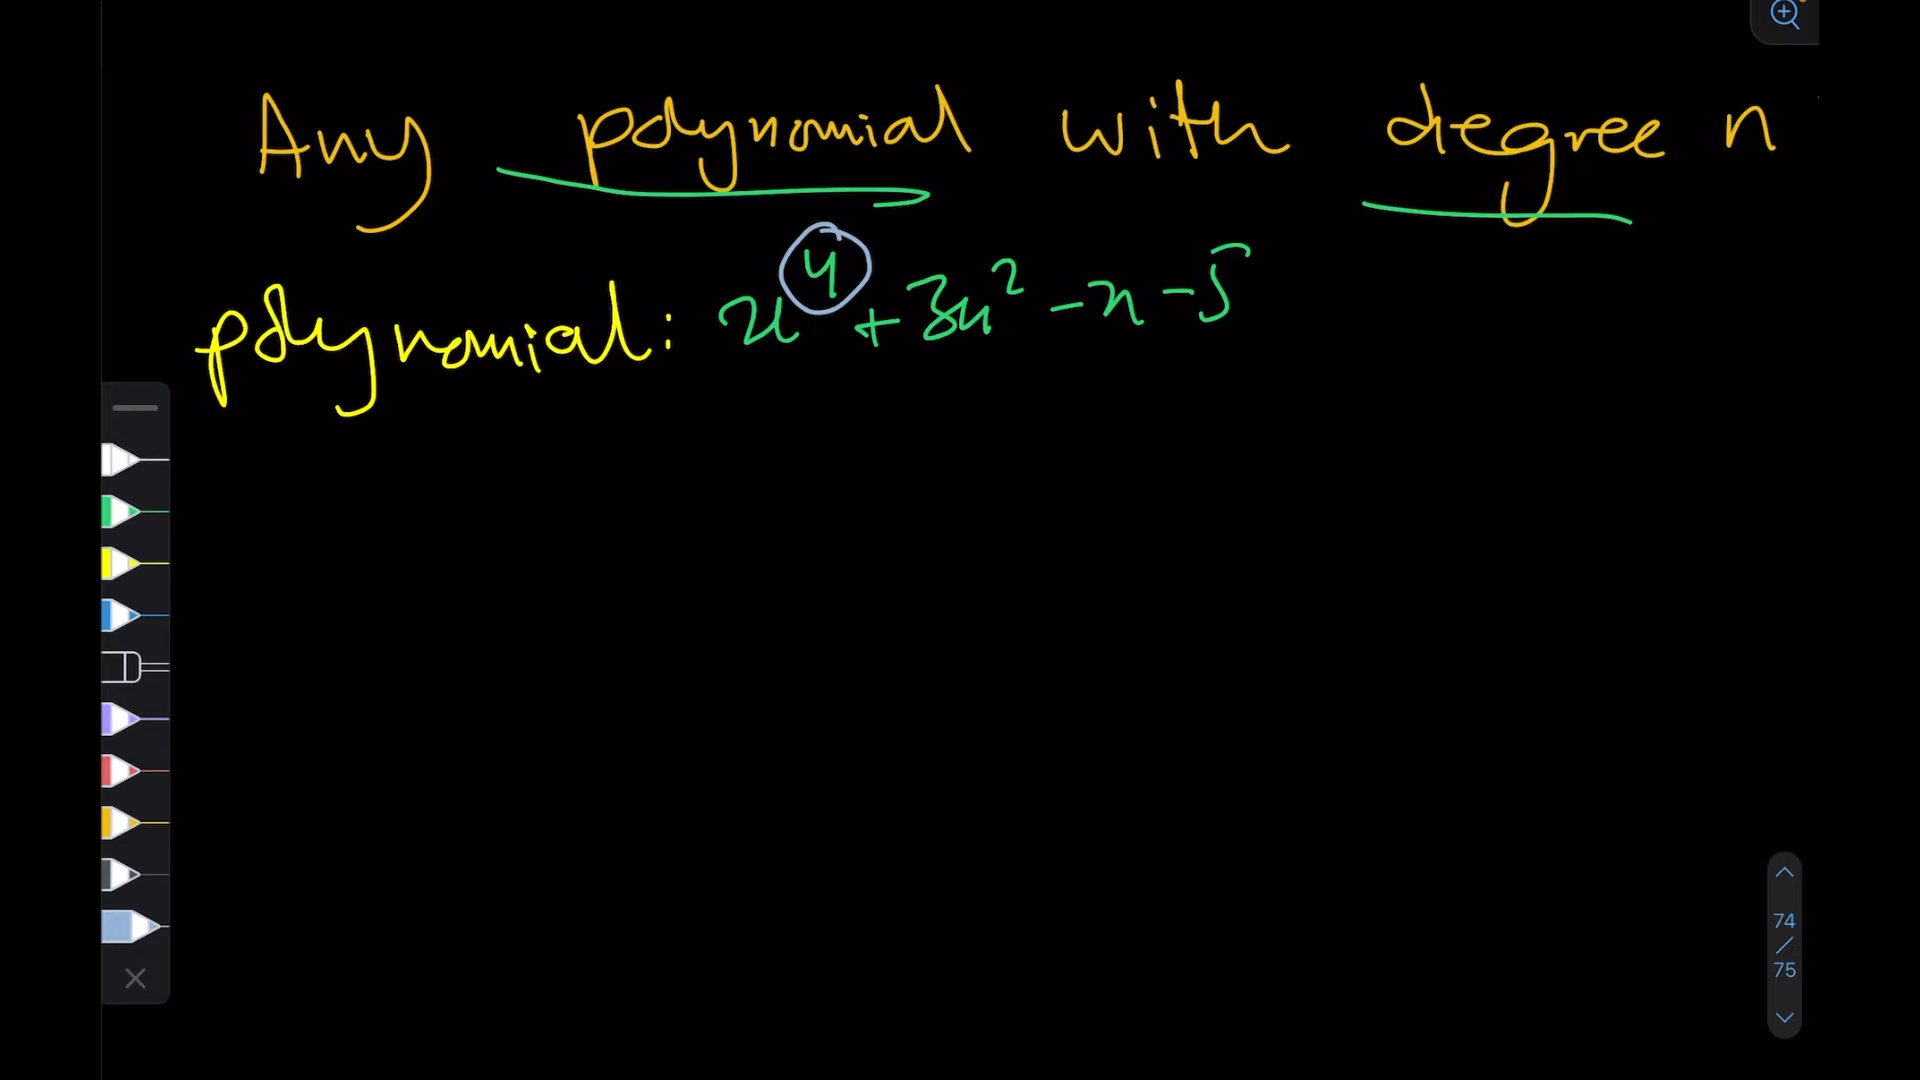 Any polynomial with degree n
polynomial: x⁴ + 3x² - x - 5
74
/
75